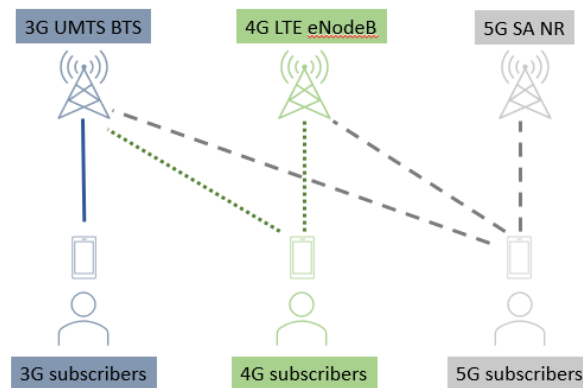 3G UMTS BTS
4G LTE eNodeB
5G SA NR
3G subscribers
4G subscribers
5G subscribers